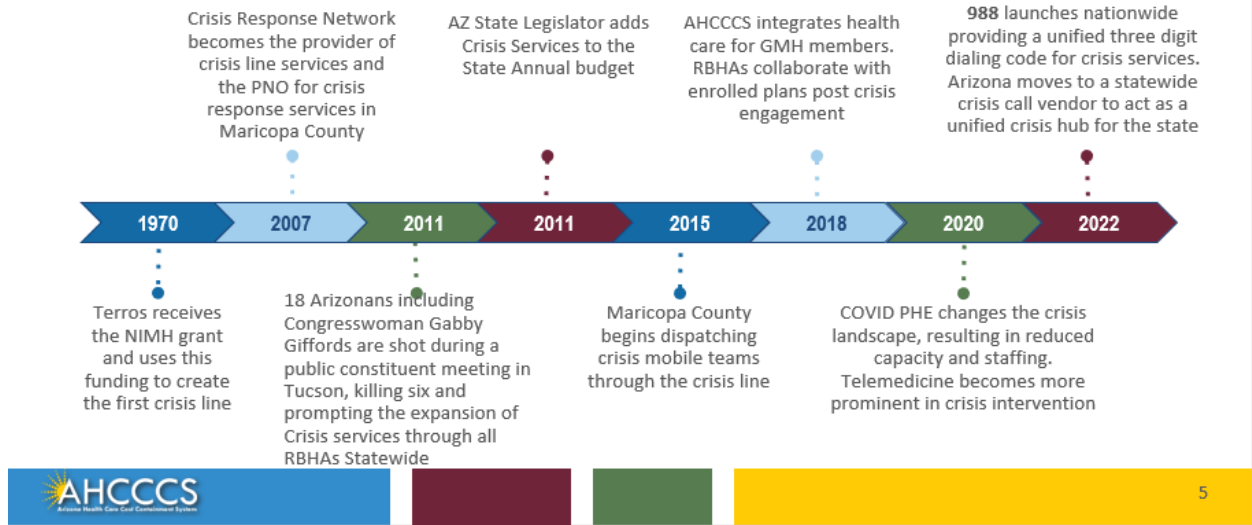 Crisis Response Network
becomes the provider of
crisis line services and
the PNO for crisis
response services in
Maricopa County
AZ State Legislator adds
Crisis Services to the
State Annual budget
AHCCCS integrates health
care for GMH members.
RBHAs collaborate with
enrolled plans post crisis
engagement
988 launches nationwide
providing a unified three digit
dialing code for crisis services.
Arizona moves to a statewide
crisis call vendor to act as a
unified crisis hub for the state
1970
2007
2011
2011
2015
2018
2020
2022
Terros receives
the NIMH grant
and uses this
funding to create
the first crisis line
18 Arizonans including
Congresswoman Gabby
Giffords are shot during a
public constituent meeting in
Tucson, killing six and
prompting the expansion of
Crisis services through all
RBHAs Statewide
Maricopa County
begins dispatching
crisis mobile teams
through the crisis line
COVID PHE changes the crisis
landscape, resulting in reduced
capacity and staffing.
Telemedicine becomes more
prominent in crisis intervention
AHCCCS
Arizona Health Care Cost Containment System
5